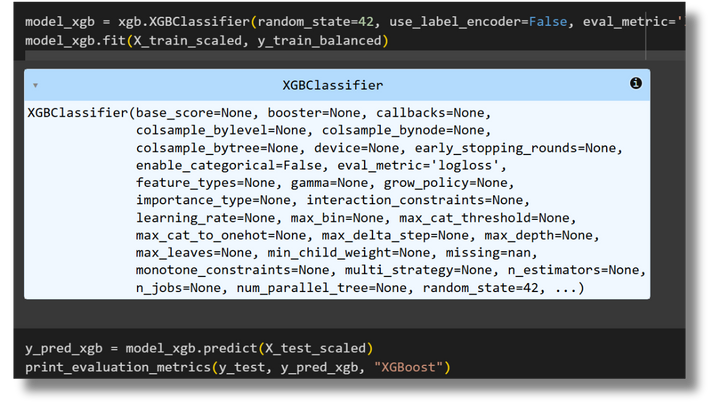 model_xgb = xgb.XGBClassifier(random_state=42, use_label_encoder=False, eval_metric='
model_xgb.fit(X_train_scaled, y_train_balanced)
XGBClassifier
XGBClassifier(base_score=None, booster=None, callbacks=None,
colsample_bylevel=None, colsample_bynode=None,
colsample_bytree=None, device=None, early_stopping_rounds=None,
enable_categorical=False, eval_metric='logloss',
feature_types=None, gamma=None, grow_policy=None,
importance_type=None, interaction_constraints=None,
learning_rate=None, max_bin=None, max_cat_threshold=None,
max_cat_to_onehot=None, max_delta_step=None, max_depth=None,
max_leaves=None, min_child_weight=None, missing=nan,
monotone_constraints=None, multi_strategy=None, n_estimators=None,
n_jobs=None, num_parallel_tree=None, random_state=42, ...)
y_pred_xgb = model_xgb.predict(X_test_scaled)
print_evaluation_metrics(y_test, y_pred_xgb, "XGBoost")